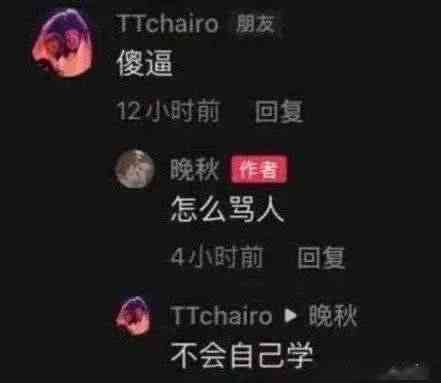 TTchairo 朋友
傻逼
12小时前 回复
晚秋 作者
怎么骂人
4小时前 回复
TTchairo ▶ 晚秋
不会自己学